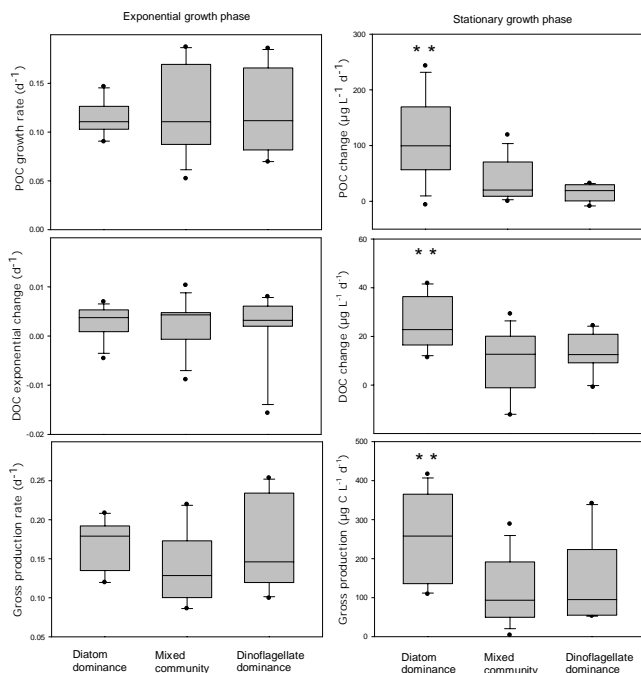 Exponential growth phase
Stationary growth phase
POC growth rate (d⁻¹)
0.15
0.10
0.05
0.00
POC change (µg L⁻¹ d⁻¹)
300
200
100
0
* *
DOC exponential change (d⁻¹)
0.01
0.00
-0.01
-0.02
DOC change (µg L⁻¹ d⁻¹)
60
40
20
0
* *
Gross production rate (d⁻¹)
0.25
0.20
0.15
0.10
0.05
Gross production (µg C L⁻¹ d⁻¹)
500
400
300
200
100
0
* *
Diatom
dominance
Mixed
community
Dinoflagellate
dominance
Diatom
dominance
Mixed
community
Dinoflagellate
dominance